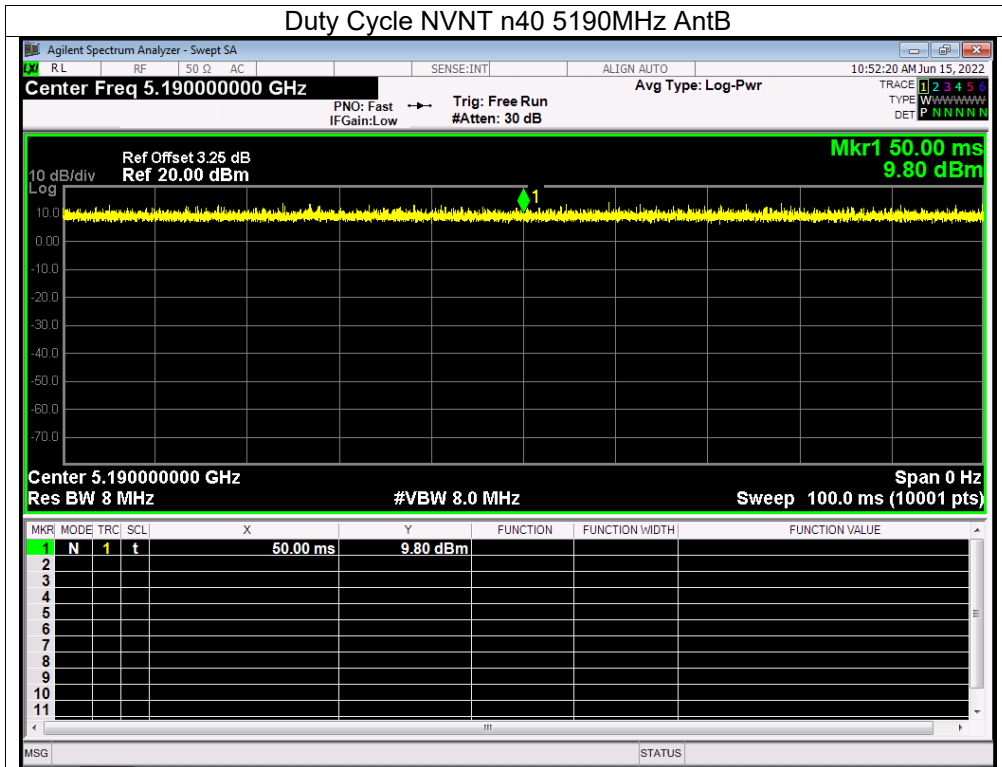 Duty Cycle NVNT n40 5190MHz AntB
Agilent Spectrum Analyzer - Swept SA
LXI RL RF 50 Ω AC SENSE:INT ALIGN AUTO 10:52:20 AM Jun 15, 2022
Center Freq 5.190000000 GHz Avg Type: Log-Pwr TRACE 1 2 3 4 5 6
PNO: Fast Trig: Free Run TYPE WWWWWW
IFGain:Low #Atten: 30 dB DET P N N N N N
Mkr1 50.00 ms
Ref Offset 3.25 dB
10 dB/div Ref 20.00 dBm 9.80 dBm
Log
1
10.0
0.00
-10.0
-20.0
-30.0
-40.0
-50.0
-60.0
-70.0
Center 5.190000000 GHz Span 0 Hz
Res BW 8 MHz #VBW 8.0 MHz Sweep 100.0 ms (10001 pts)
MKR MODE TRC SCL X Y FUNCTION FUNCTION WIDTH FUNCTION VALUE
1 N 1 t 50.00 ms 9.80 dBm
2
3
4
5
6
7
8
9
10
11
MSG STATUS